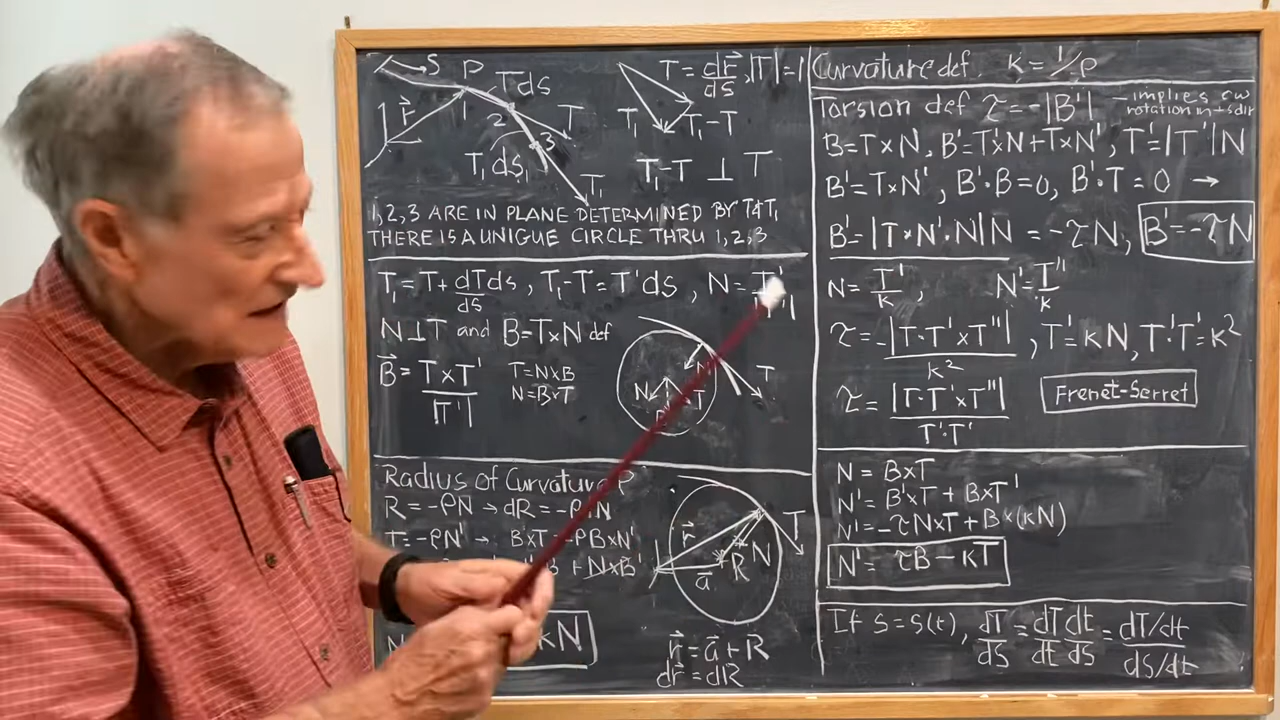 S P T ds
r⃗ 1 2 T
3
T₁ds₁ T₁
T = dr⃗/ds, |T| = 1
T₁ T₁-T
T₁-T ⊥ T
1,2,3 ARE IN PLANE DETERMINED BY T&T₁
THERE IS A UNIQUE CIRCLE THRU 1,2,3
T₁ = T + dT/ds ds, T₁-T = T'ds, N = T'/|T'|
N⊥T and B=T×N def
B⃗ = T×T'/|T'|
T=N×B
N=B×T
N T
N T
Radius of Curvature ρ
R = -ρN → dR = -ρ N
T = -ρN' → B×T = -ρB×N'
B + N×B'
N
κN
r⃗ T
a⃗ R N
r⃗ = a⃗ + R
dr⃗ = dR
Curvature def. κ = 1/ρ
Torsion def τ = -|B'| - implies cw
rotation in +s dir
B=T×N, B'=T'×N+T×N', T'=|T'|N
B'=T×N', B'·B=0, B'·T=0 →
B'=|T×N'·N|N = -τN, B'=-τN
N = T'/κ, N' = T''/κ
τ = -|T·T'×T''|/κ², T'=κN, T'·T'=κ²
τ = |T·T'×T''|/T'·T' Frenet-Serret
N = B×T
N' = B'×T + B×T'
N' = -τN×T + B×(κN)
N' = τB - κT
If s=s(t), dT/ds = dT/dt dt/ds = dT/dt / ds/dt